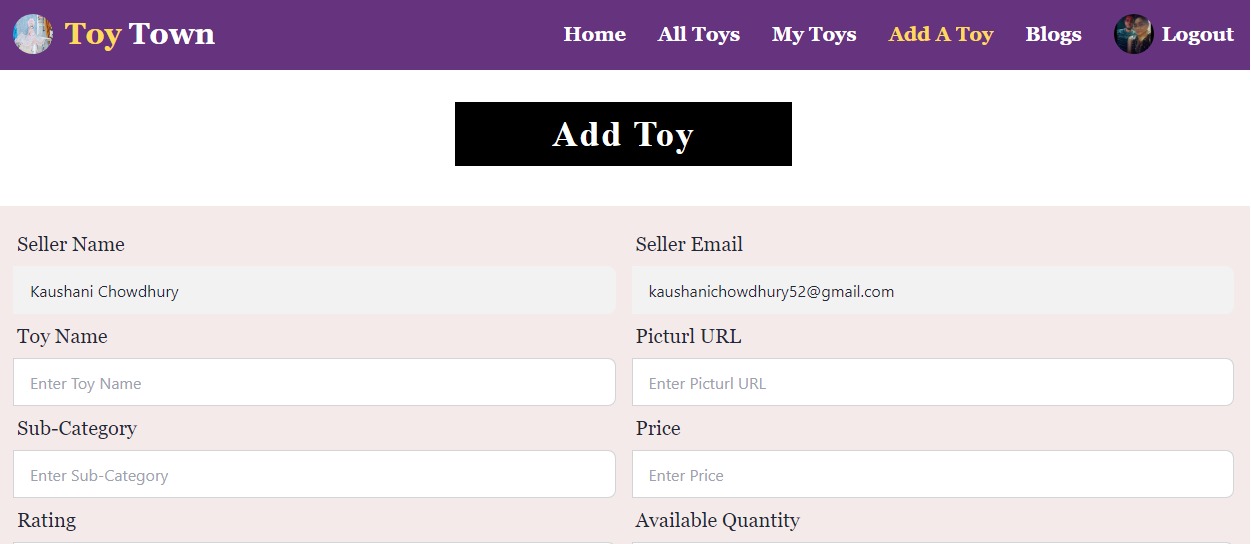 Toy Town
Home All Toys My Toys Add A Toy Blogs Logout
Add Toy
Seller Name Seller Email
Kaushani Chowdhury kaushanichowdhury52@gmail.com
Toy Name Picturl URL
Enter Toy Name Enter Picturl URL
Sub-Category Price
Enter Sub-Category Enter Price
Rating Available Quantity